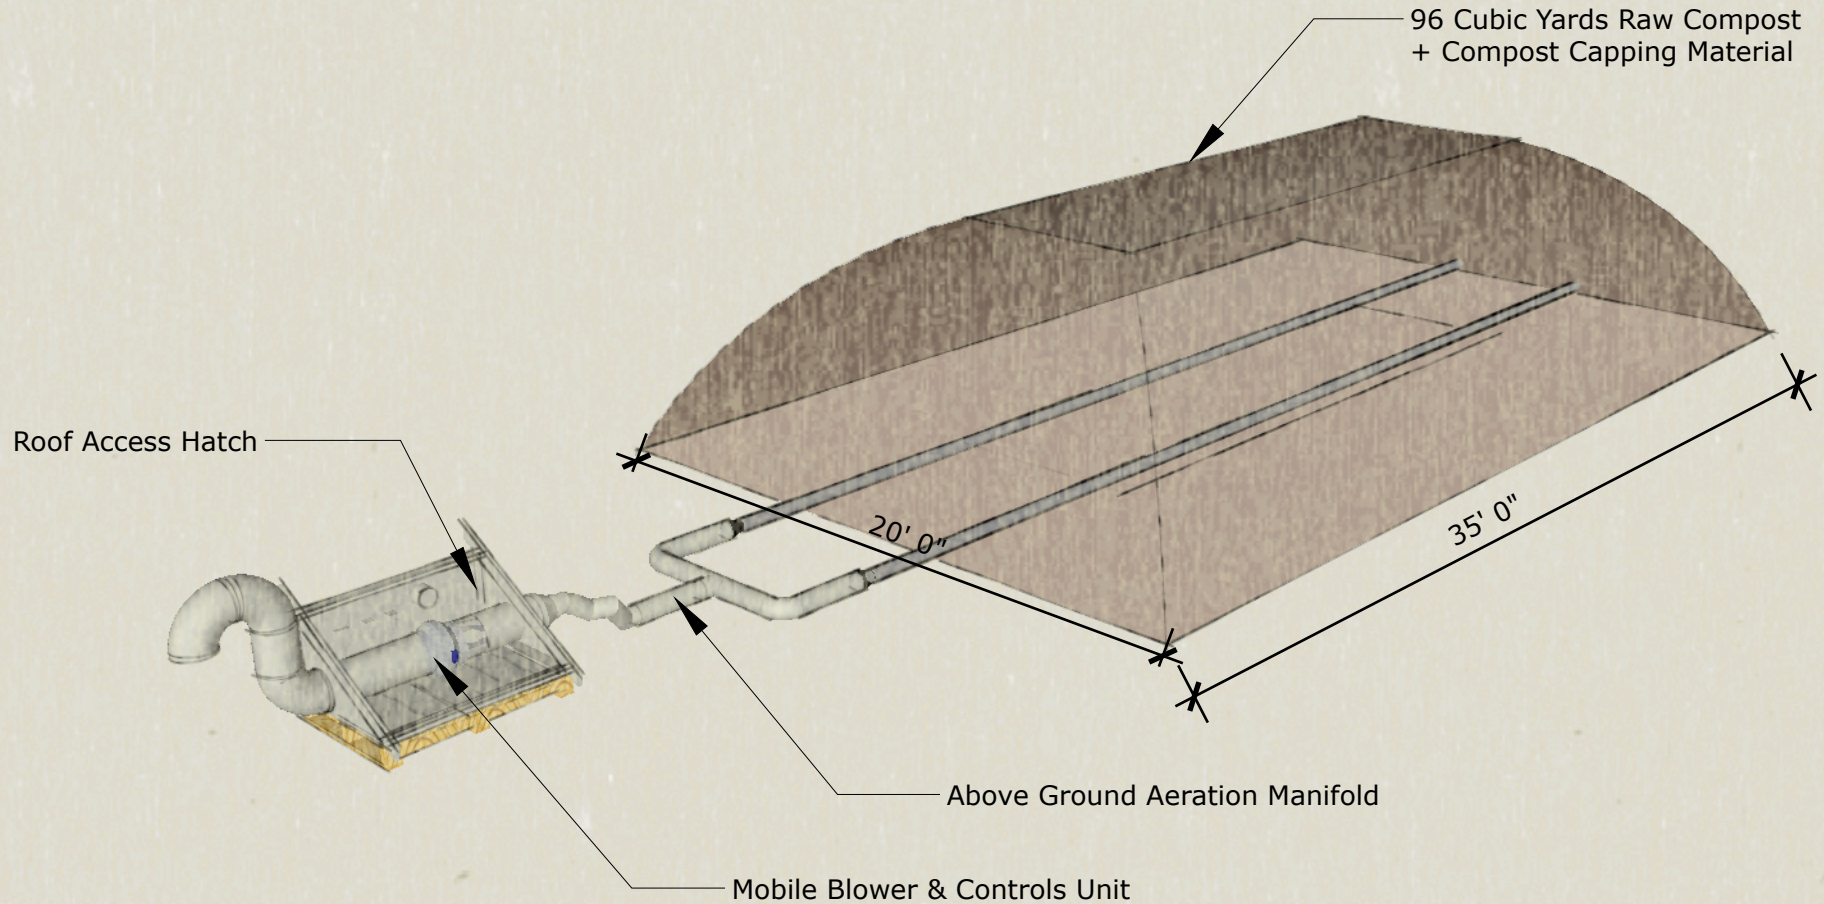 96 Cubic Yards Raw Compost
+ Compost Capping Material
Roof Access Hatch
20' 0"
35' 0"
Above Ground Aeration Manifold
Mobile Blower & Controls Unit